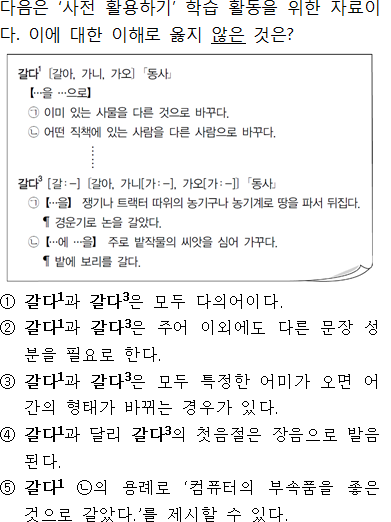 다음은 ‘사전 활용하기’ 학습 활동을 위한 자료이
다. 이에 대한 이해로 옳지 않은 것은?
갈다¹ [갈아, 가니, 가오] 「동사」
【…을 …으로】
㉠ 이미 있는 사물을 다른 것으로 바꾸다.
㉡ 어떤 직책에 있는 사람을 다른 사람으로 바꾸다.
⋮
갈다³ [갈ː-] [갈아, 가니[가ː-], 가오[가ː-]] 「동사」
㉠ 【…을】 쟁기나 트랙터 따위의 농기구나 농기계로 땅을 파서 뒤집다.
¶ 경운기로 논을 갈았다.
㉡ 【…에 …을】 주로 밭작물의 씨앗을 심어 가꾸다.
¶ 밭에 보리를 갈다.
① 갈다¹과 갈다³은 모두 다의어이다.
② 갈다¹과 갈다³은 주어 이외에도 다른 문장 성
분을 필요로 한다.
③ 갈다¹과 갈다³은 모두 특정한 어미가 오면 어
간의 형태가 바뀌는 경우가 있다.
④ 갈다¹과 달리 갈다³의 첫음절은 장음으로 발음
된다.
⑤ 갈다¹ ㉡의 용례로 ‘컴퓨터의 부속품을 좋은
것으로 갈았다.’를 제시할 수 있다.